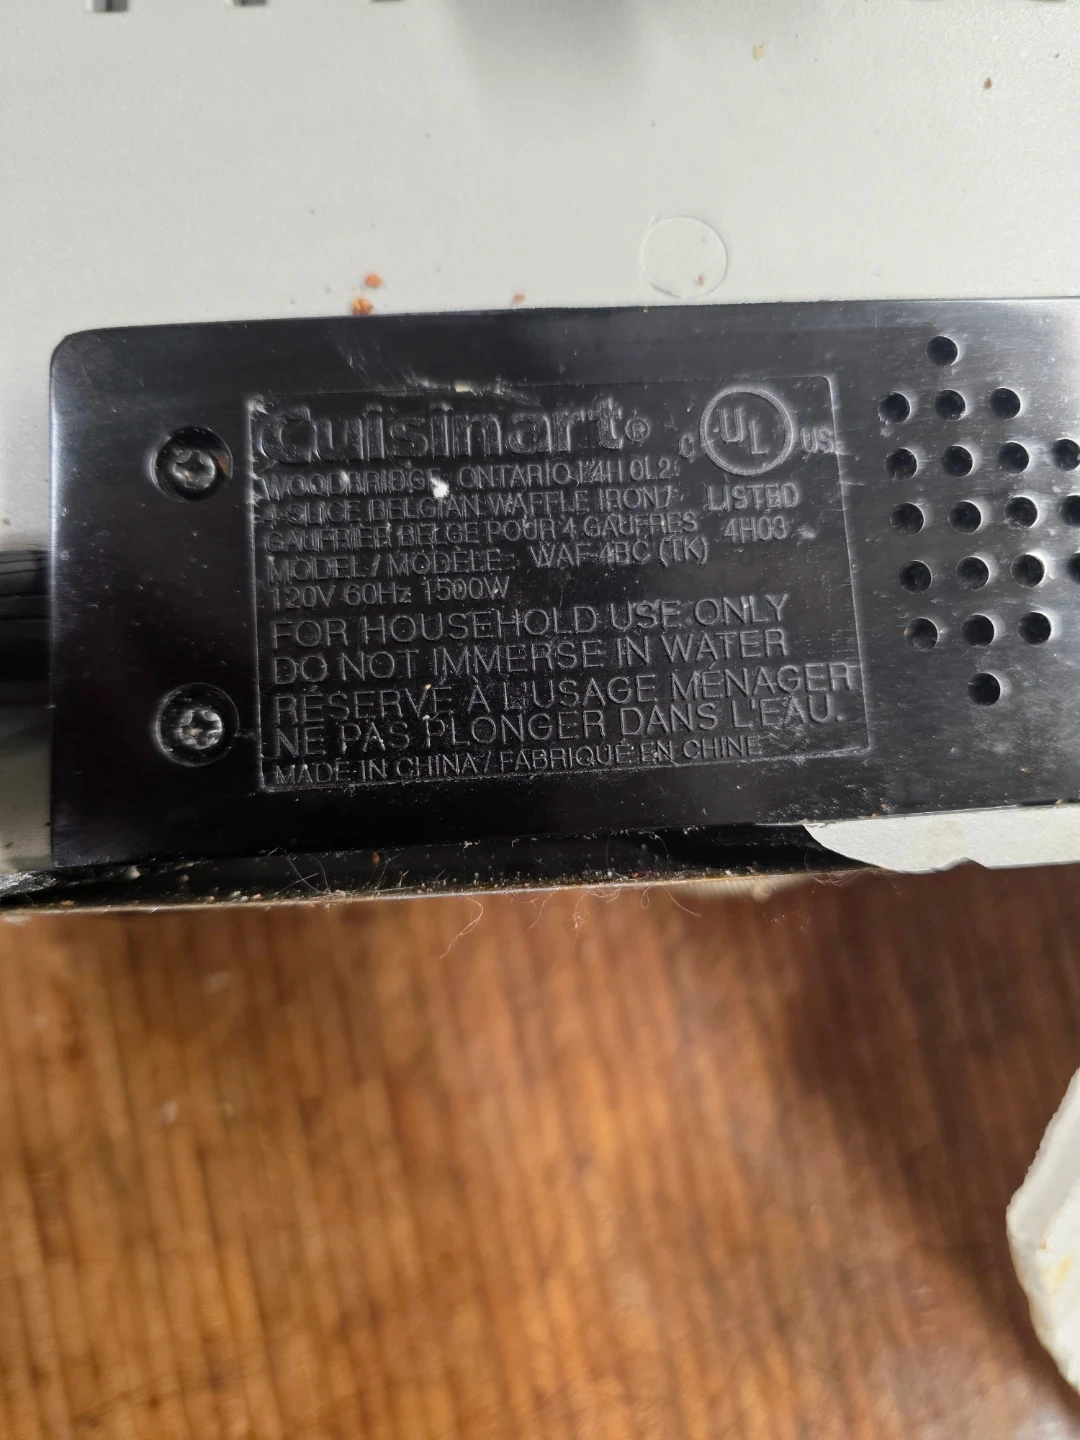 Cuisinart®
C UL US
WOODBRIDGE, ONTARIO L4H 0L2
4-SLICE BELGIAN WAFFLE IRON/
LISTED
GAUFRIER BELGE POUR 4 GAUFRES
4H03
MODEL / MODÈLE: WAF-4BC (TK)
120V 60Hz 1500W
FOR HOUSEHOLD USE ONLY
DO NOT IMMERSE IN WATER
RÉSERVÉ À L'USAGE MÉNAGER
NE PAS PLONGER DANS L'EAU.
MADE IN CHINA / FABRIQUÉ EN CHINE